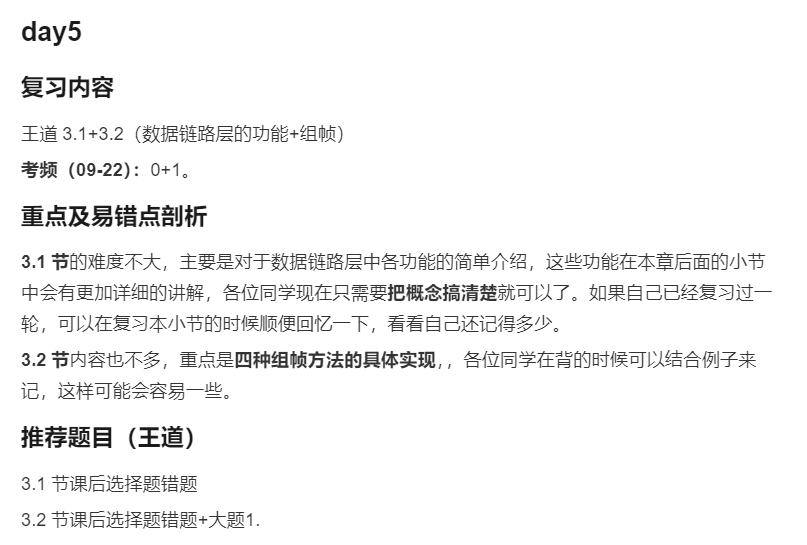 day5
复习内容
王道 3.1+3.2（数据链路层的功能+组帧）
考频（09-22）：0+1。
重点及易错点剖析
3.1 节的难度不大，主要是对于数据链路层中各功能的简单介绍，这些功能在本章后面的小节
中会有更加详细的讲解，各位同学现在只需要把概念搞清楚就可以了。如果自己已经复习过一
轮，可以在复习本小节的时候顺便回忆一下，看看自己还记得多少。
3.2 节内容也不多，重点是四种组帧方法的具体实现，，各位同学在背的时候可以结合例子来
记，这样可能会容易一些。
推荐题目（王道）
3.1 节课后选择题错题
3.2 节课后选择题错题+大题1.